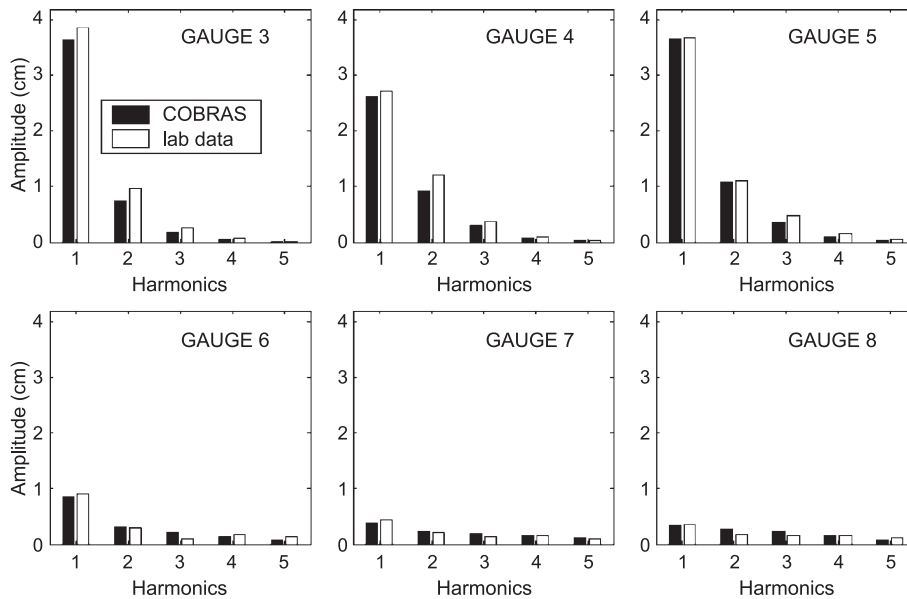 4 4 4
GAUGE 3 GAUGE 4 GAUGE 5
3 3 3
Amplitude (cm)
COBRAS
2 2 2
lab data
1 1 1
0 0 0
1 2 3 4 5 1 2 3 4 5 1 2 3 4 5
Harmonics Harmonics Harmonics
4 4 4
GAUGE 6 GAUGE 7 GAUGE 8
3 3 3
Amplitude (cm)
2 2 2
1 1 1
0 0 0
1 2 3 4 5 1 2 3 4 5 1 2 3 4 5
Harmonics Harmonics Harmonics